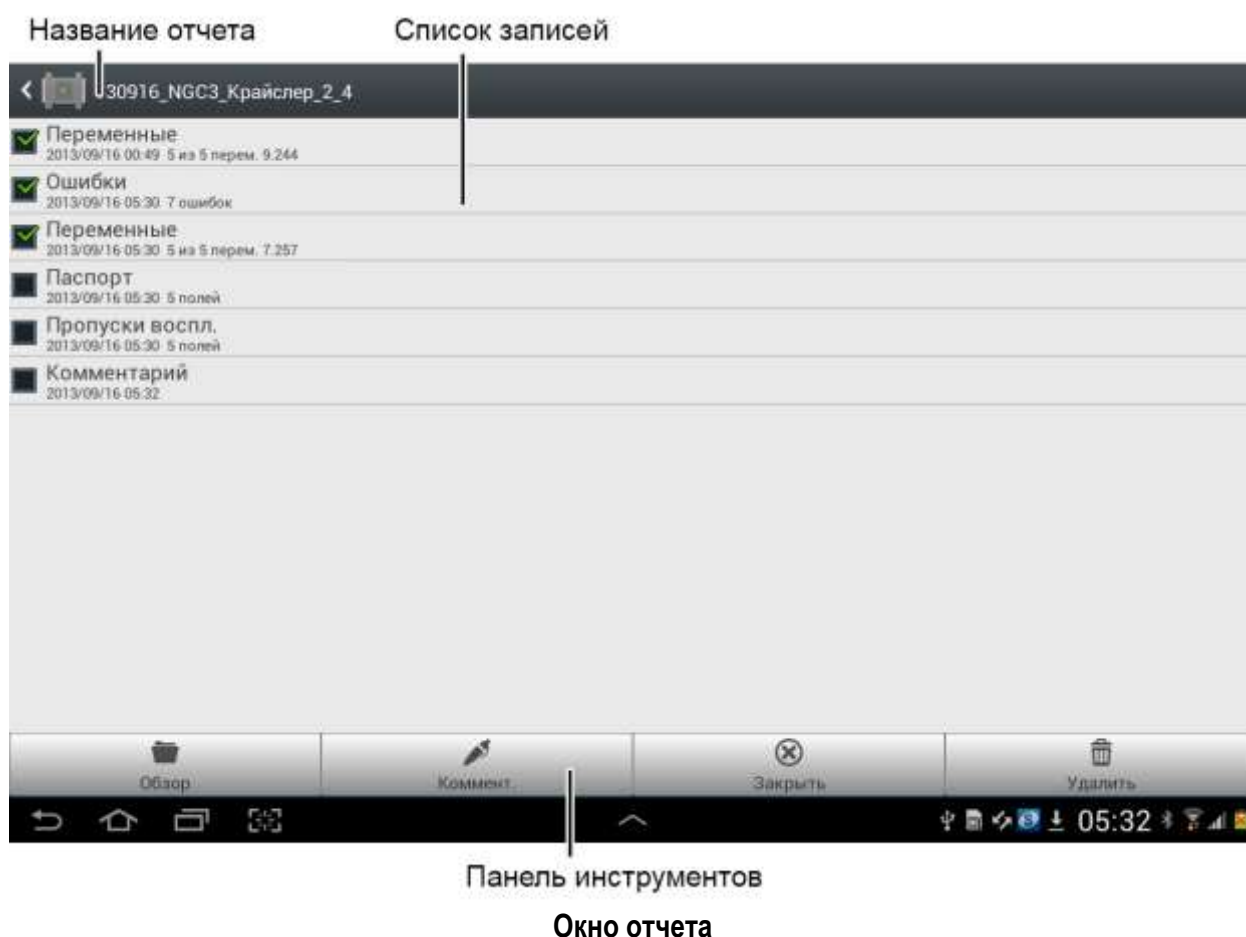 Название отчета Список записей
30916_NGC3_Крайслер_2_4
Переменные
2013/09/16 00:49 5 из 5 перем. 9.244
Ошибки
2013/09/16 05:30 7 ошибок
Переменные
2013/09/16 05:30 5 из 5 перем. 7.257
Паспорт
2013/09/16 05:30 5 полей
Пропуски воспл.
2013/09/16 05:30 5 полей
Комментарий
2013/09/16 05:32
Обзор Коммент. Закрыть Удалить
05:32
Панель инструментов
Окно отчета